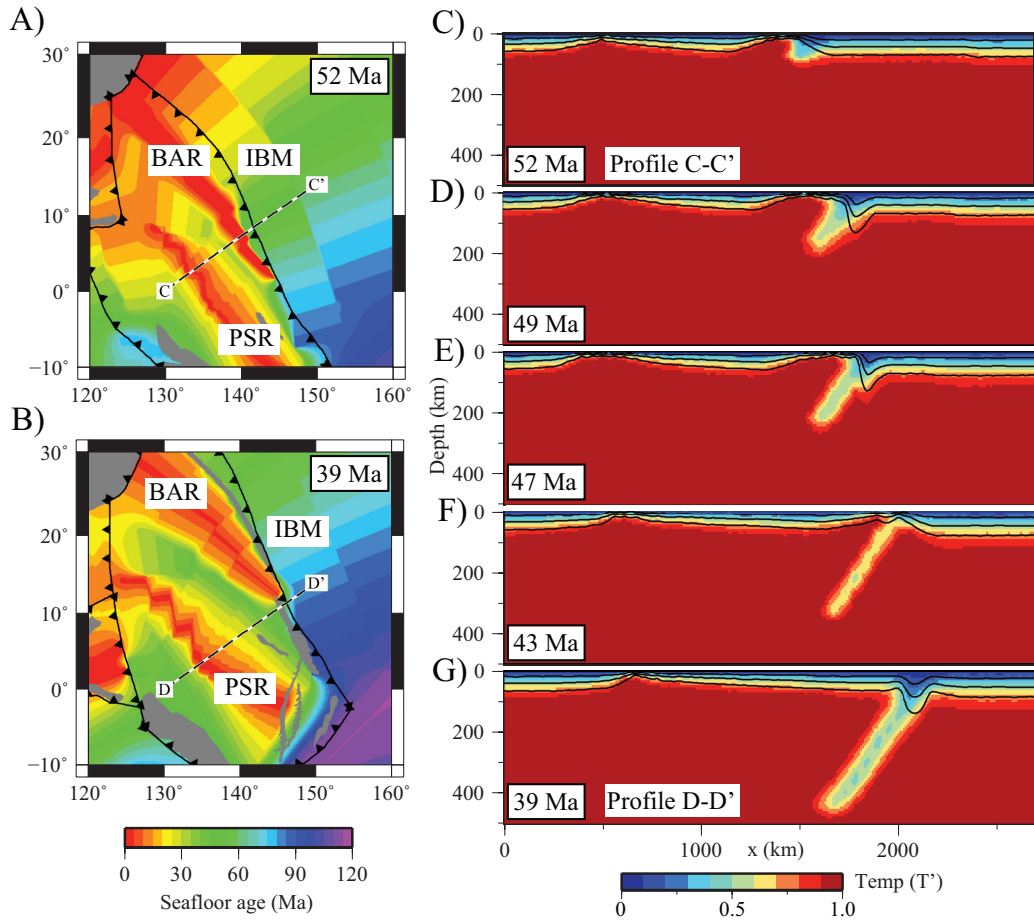 A)
30˚
20˚
10˚
0˚
−10˚
120˚ 130˚ 140˚ 150˚ 160˚
52 Ma
BAR IBM
C'
C
PSR
B)
30˚
20˚
10˚
0˚
−10˚
120˚ 130˚ 140˚ 150˚ 160˚
39 Ma
BAR
IBM
D'
D PSR
0 30 60 90 120
Seafloor age (Ma)
C)
0
200
400
52 Ma Profile C-C’
D)
0
200
400
49 Ma
E)
0
200
400
47 Ma
Depth (km)
F)
0
200
400
43 Ma
G)
0
200
400
39 Ma Profile D-D’
0 1000 2000
x (km)
Temp (T’)
0 0.5 1.0